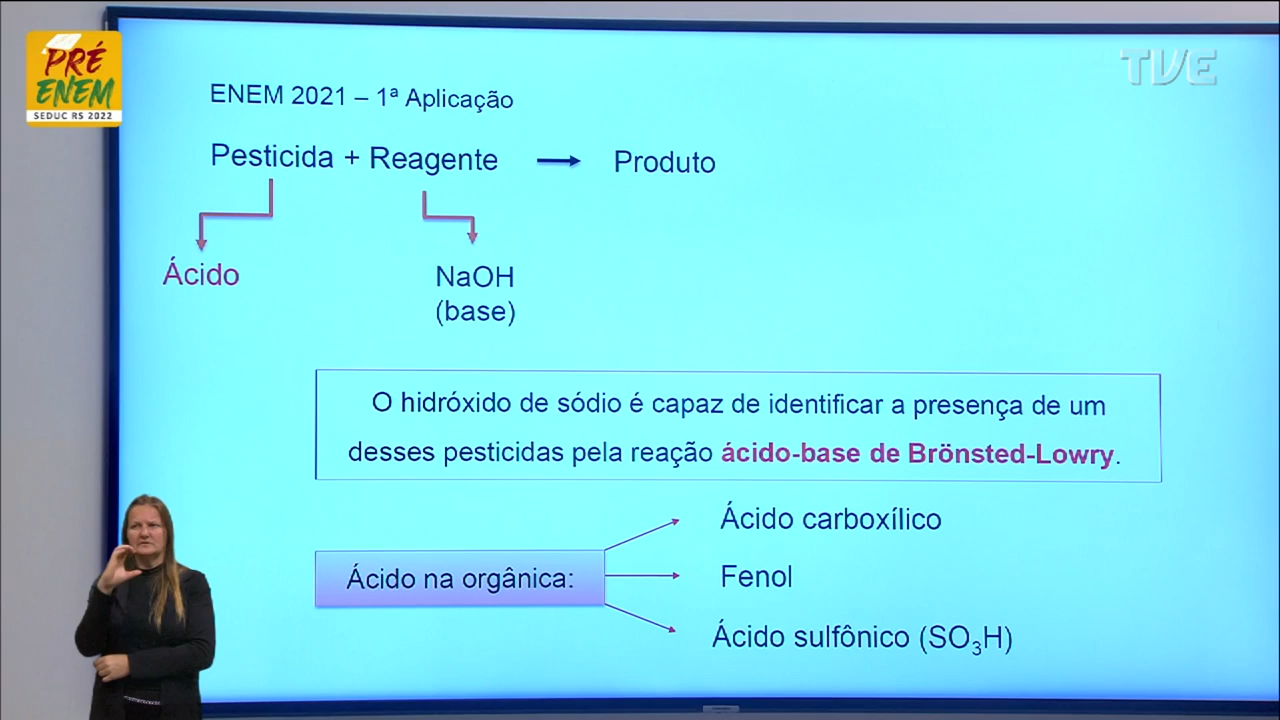 PRÉ
ENEM
SEDUC RS 2022
TVE
ENEM 2021 – 1ª Aplicação
Pesticida + Reagente → Produto
Ácido
NaOH
(base)
O hidróxido de sódio é capaz de identificar a presença de um
desses pesticidas pela reação ácido-base de Brönsted-Lowry.
Ácido carboxílico
Ácido na orgânica:
Fenol
Ácido sulfônico (SO₃H)